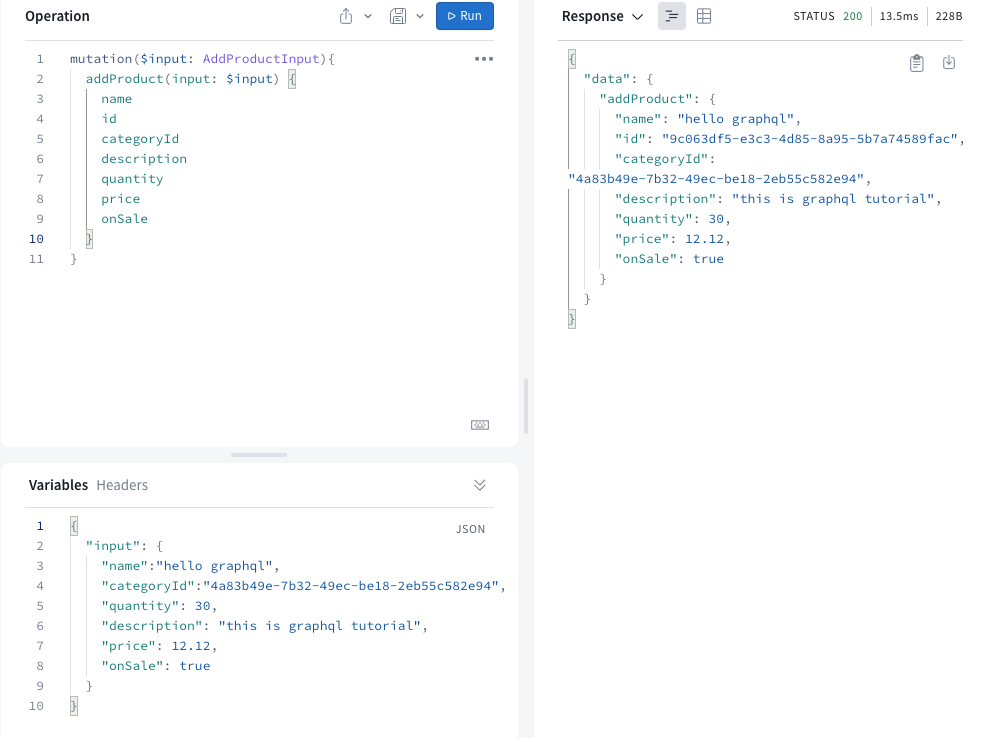 Operation
Run
1 mutation($input: AddProductInput){
2 addProduct(input: $input) {
3 name
4 id
5 categoryId
6 description
7 quantity
8 price
9 onSale
10 }
11 }
Variables Headers
JSON
1 {
2 "input": {
3 "name":"hello graphql",
4 "categoryId":"4a83b49e-7b32-49ec-be18-2eb55c582e94",
5 "quantity": 30,
6 "description": "this is graphql tutorial",
7 "price": 12.12,
8 "onSale": true
9 }
10 }
Response
STATUS 200 13.5ms 228B
{
"data": {
"addProduct": {
"name": "hello graphql",
"id": "9c063df5-e3c3-4d85-8a95-5b7a74589fac",
"categoryId":
"4a83b49e-7b32-49ec-be18-2eb55c582e94",
"description": "this is graphql tutorial",
"quantity": 30,
"price": 12.12,
"onSale": true
}
}
}